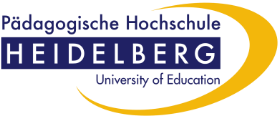 Pädagogische Hochschule
HEIDELBERG
University of Education